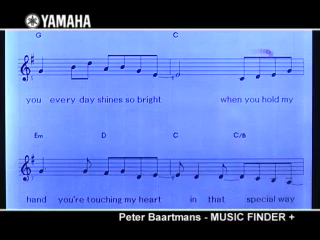 YAMAHA
G C
you every day shines so bright when you hold my
Em D C C/B
hand you're touching my heart in that special way
Peter Baartmans - MUSIC FINDER +